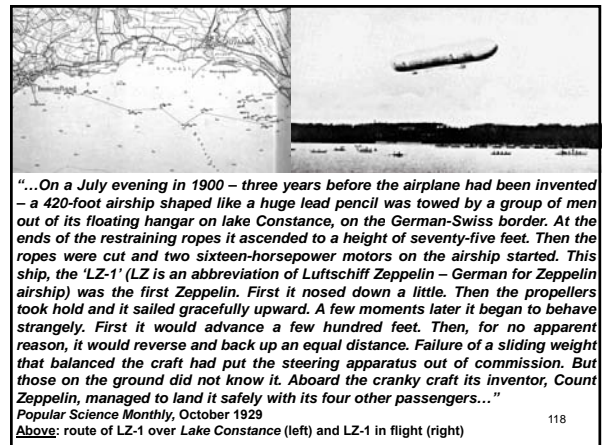 Immenstaad
“…On a July evening in 1900 – three years before the airplane had been invented
– a 420-foot airship shaped like a huge lead pencil was towed by a group of men
out of its floating hangar on lake Constance, on the German-Swiss border. At the
ends of the restraining ropes it ascended to a height of seventy-five feet. Then the
ropes were cut and two sixteen-horsepower motors on the airship started. This
ship, the ‘LZ-1’ (LZ is an abbreviation of Luftschiff Zeppelin – German for Zeppelin
airship) was the first Zeppelin. First it nosed down a little. Then the propellers
took hold and it sailed gracefully upward. A few moments later it began to behave
strangely. First it would advance a few hundred feet. Then, for no apparent
reason, it would reverse and back up an equal distance. Failure of a sliding weight
that balanced the craft had put the steering apparatus out of commission. But
those on the ground did not know it. Aboard the cranky craft its inventor, Count
Zeppelin, managed to land it safely with its four other passengers…”
Popular Science Monthly, October 1929
Above: route of LZ-1 over Lake Constance (left) and LZ-1 in flight (right)
118